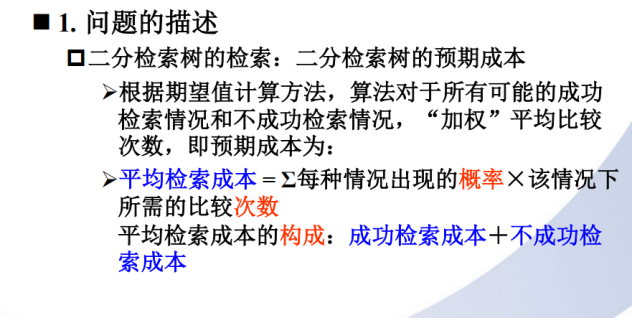 ■ 1. 问题的描述
二分检索树的检索：二分检索树的预期成本
➢根据期望值计算方法，算法对于所有可能的成功
检索情况和不成功检索情况，“加权”平均比较
次数，即预期成本为：
➢平均检索成本 = Σ每种情况出现的概率×该情况下
所需的比较次数
平均检索成本的构成：成功检索成本＋不成功检
索成本